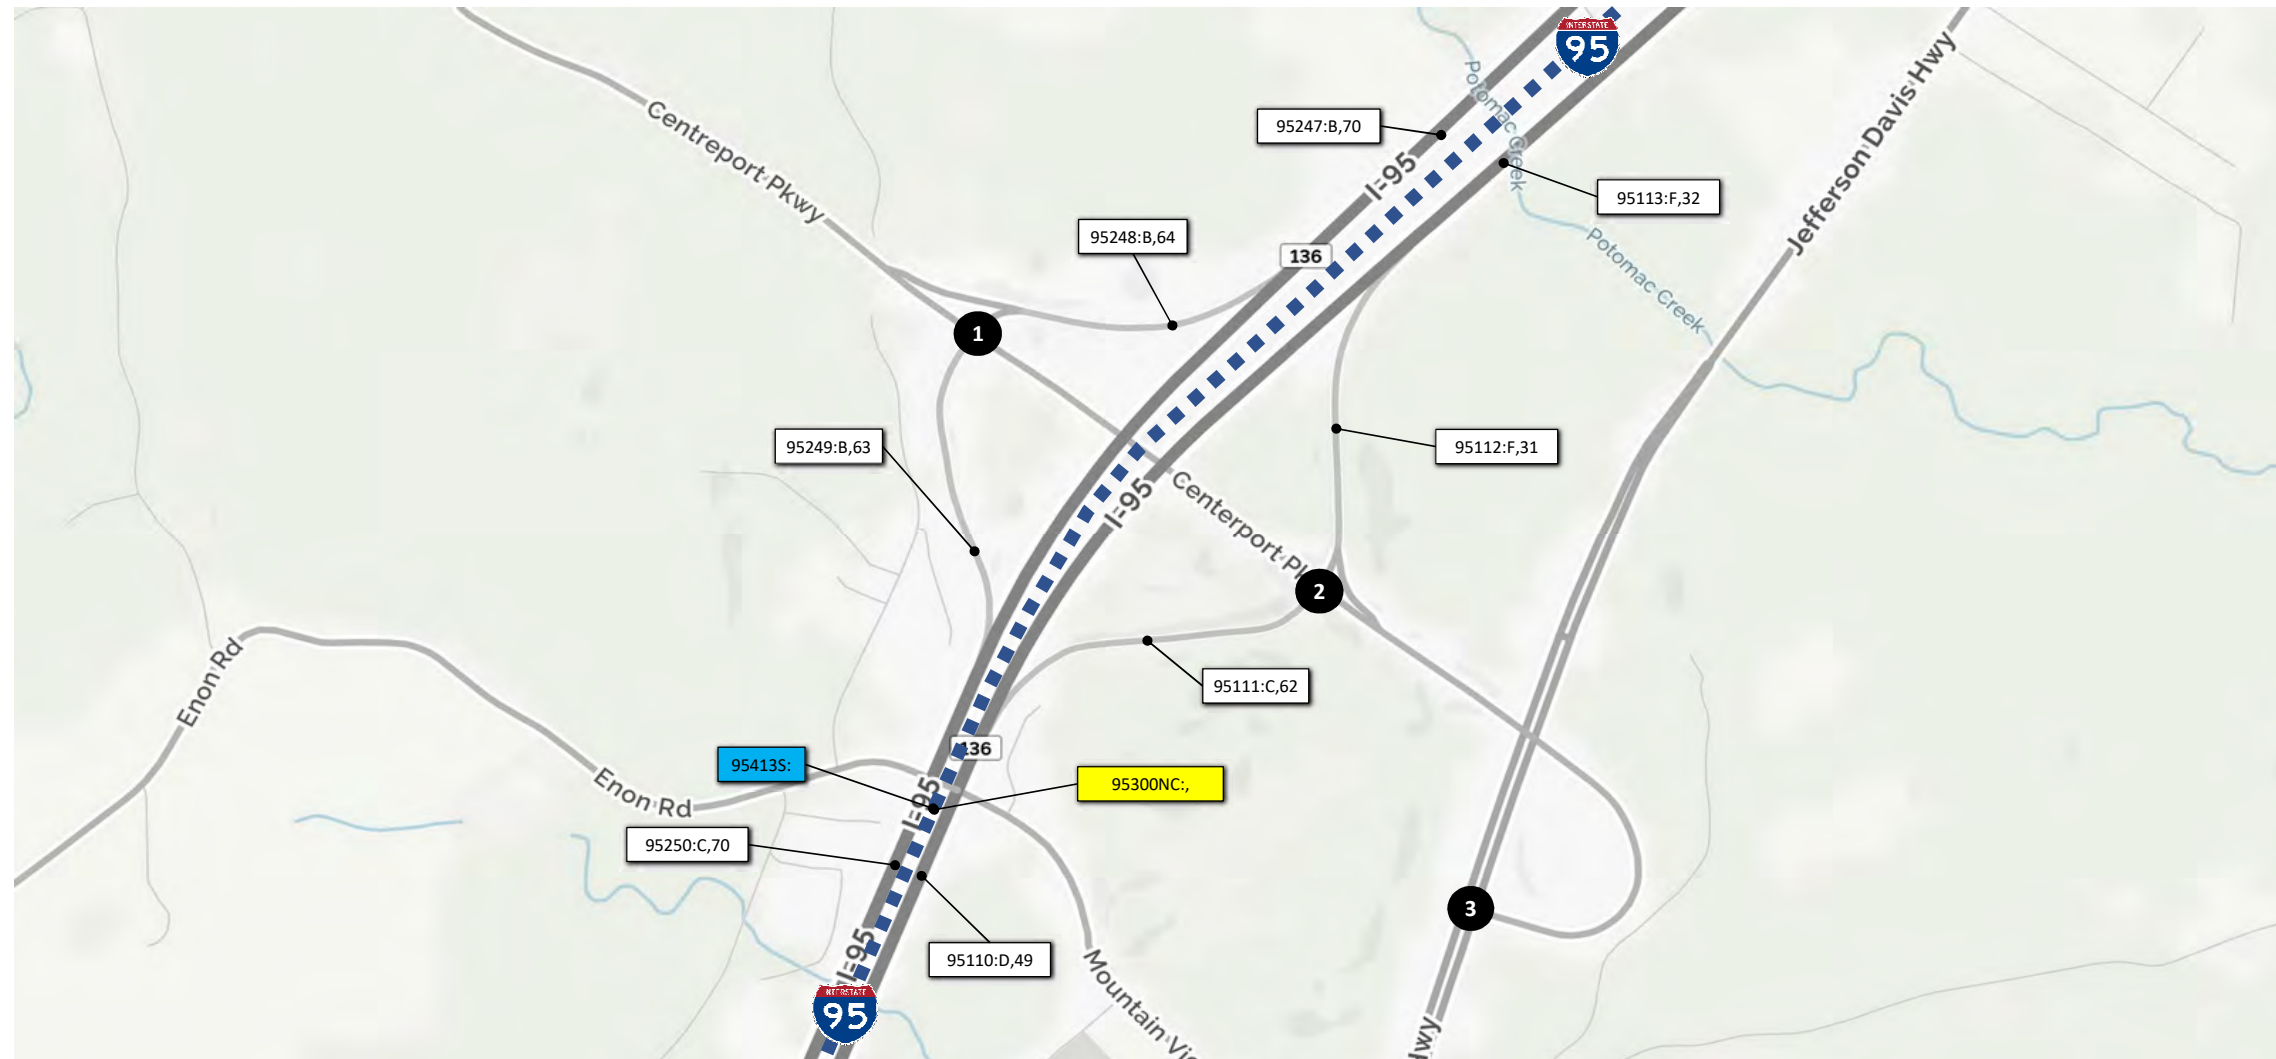 INTERSTATE
95
Potomac Creek
Jefferson Davis Hwy
Centreport Pkwy
95247:B,70
I-95
95113:F,32
95248:B,64
136
Potomac Creek
1
95249:B,63
95112:F,31
I-95
Centerport
2
95111:C,62
Enon Rd
136
95413S:
95300NC:,
Enon Rd
I-95
95250:C,70
3
95110:D,49
I-95
Mountain
INTERSTATE
95
Hwy